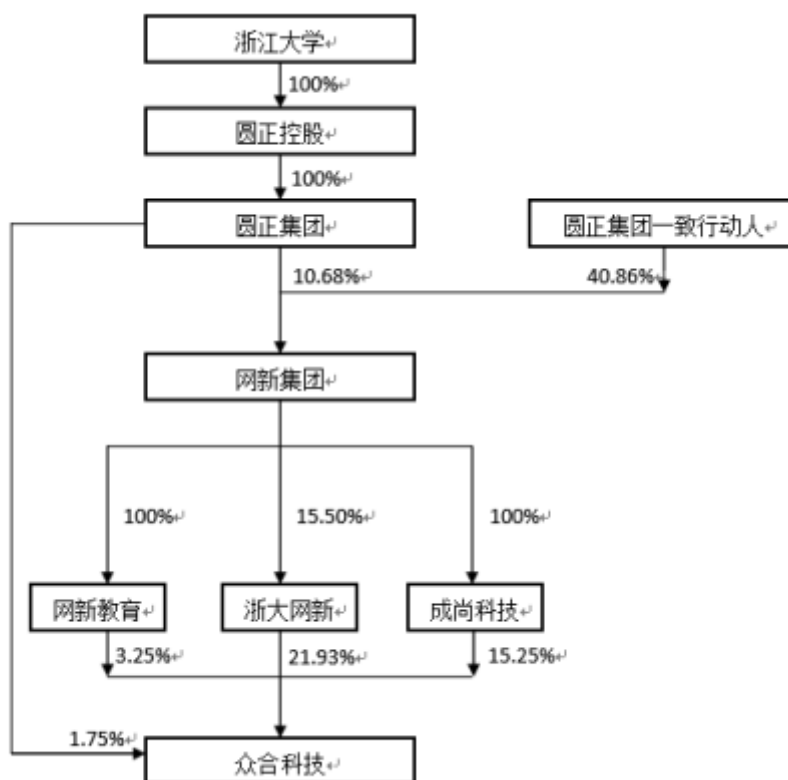 浙江大学
100%
圆正控股
100%
圆正集团
圆正集团一致行动人
10.68%
40.86%
网新集团
100%
15.50%
100%
网新教育
浙大网新
成尚科技
3.25%
21.93%
15.25%
1.75%
众合科技